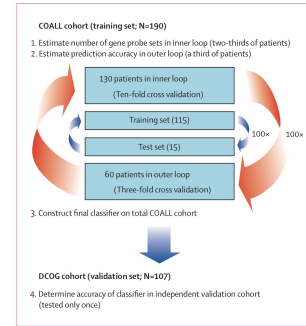 COALL cohort (training set; N=190)
1. Estimate number of gene probe sets in inner loop (two-thirds of patients)
2. Estimate prediction accuracy in outer loop (a third of patients)
130 patients in inner loop
(Ten-fold cross validation)
Training set (115)
100×
100×
Test set (15)
60 patients in outer loop
(Three-fold cross validation)
3. Construct final classifier on total COALL cohort
DCOG cohort (validation set; N=107)
4. Determine accuracy of classifier in independent validation cohort
(tested only once)